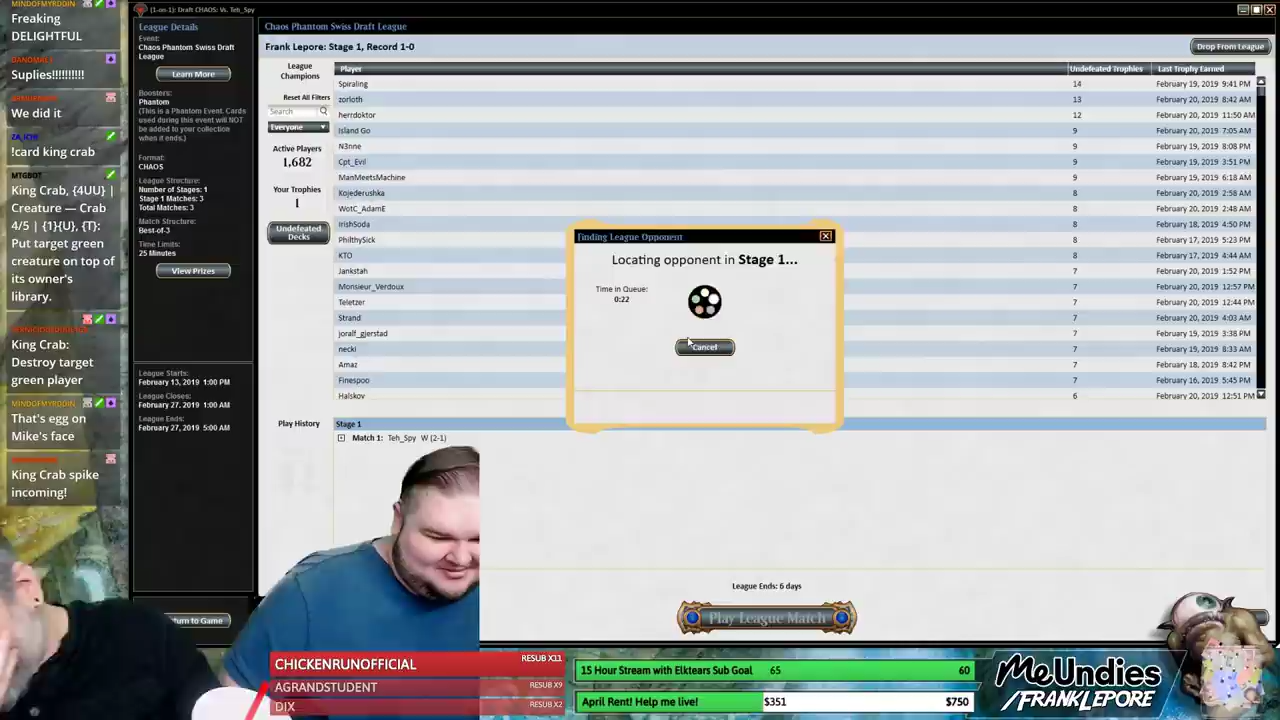 MINDOFMYRDDIN
Freaking
DELIGHTFUL
Suplies!!!!!!!!!!
We did it
ZA_ICHI
!card king crab
MTGBOT
King Crab, {4UU} |
Creature — Crab
4/5 | {1}{U}, {T}:
Put target green
creature on top of
its owner's
library.
King Crab:
Destroy target
green player
MINDOFMYRDDIN
That's egg on
Mike's face
King Crab spike
incoming!
(1-on-1): Draft CHAOS: Vs. Teh_Spy
League Details
Event:
Chaos Phantom Swiss Draft
League
Learn More
Boosters:
Phantom
(This is a Phantom Event. Cards
used during this event will NOT
be added to your collection
when it ends.)
Format:
CHAOS
League Structure:
Number of Stages: 1
Stage 1 Matches: 3
Total Matches: 3
Match Structure:
Best-of-3
Time Limits:
25 Minutes
View Prizes
League Starts:
February 13, 2019 1:00 PM
League Closes:
February 27, 2019 1:00 AM
League Ends:
February 27, 2019 5:00 AM
turn to Game
Chaos Phantom Swiss Draft League
Frank Lepore: Stage 1, Record 1-0
Drop From League
League
Champions
Reset All Filters
Search
Everyone
Active Players
1,682
Your Trophies
1
Undefeated
Decks
Player Undefeated Trophies Last Trophy Earned
Spiraling 14 February 19, 2019 9:41 PM
zorloth 13 February 20, 2019 8:42 AM
herrdoktor 12 February 20, 2019 11:50 AM
Island Go 9 February 20, 2019 7:05 AM
N3nne 9 February 19, 2019 8:08 PM
Cpt_Evil 9 February 19, 2019 3:51 PM
ManMeetsMachine 9 February 19, 2019 6:18 AM
Kojederushka 8 February 20, 2019 2:58 AM
WotC_AdamE 8 February 20, 2019 2:48 AM
IrishSoda 8 February 18, 2019 4:50 PM
PhilthySick 8 February 17, 2019 5:23 PM
KTO 8 February 17, 2019 4:44 AM
Jankstah 7 February 20, 2019 1:52 PM
Monsieur_Verdoux 7 February 20, 2019 12:57 PM
Teletzer 7 February 20, 2019 12:44 PM
Strand 7 February 20, 2019 4:03 AM
joralf_gjerstad 7 February 19, 2019 3:38 PM
necki 7 February 19, 2019 8:33 AM
Amaz 7 February 18, 2019 8:42 PM
Finespoo 7 February 16, 2019 5:45 PM
Halskov 6 February 20, 2019 12:51 PM
Finding League Opponent
Locating opponent in Stage 1...
Time in Queue:
0:22
Cancel
Play History
Stage 1
Match 1: Teh_Spy W (2-1)
League Ends: 6 days
Play League Match
CHICKENRUNOFFICIAL RESUB X11
AGRANDSTUDENT RESUB X9
DIX RESUB X2
15 Hour Stream with Elktears Sub Goal 65 60
April Rent! Help me live! $351 $750
MeUndies
/FRANKLEPORE